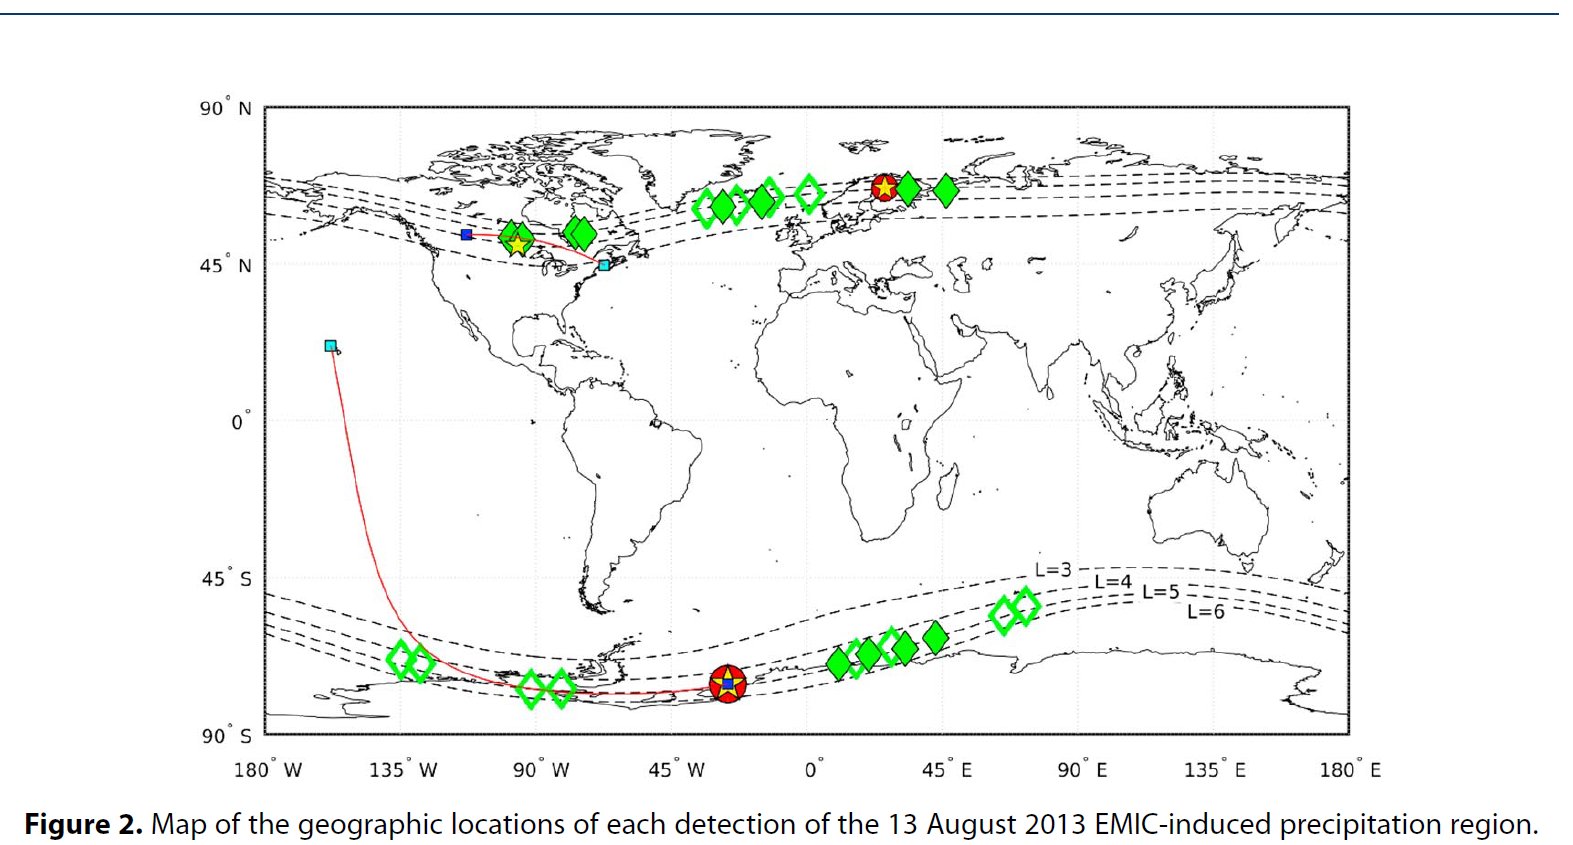 90° N
45° N
0°
45° S
90° S
L=3
L=4
L=5
L=6
180° W
135° W
90° W
45° W
0°
45° E
90° E
135° E
180° E
Figure 2. Map of the geographic locations of each detection of the 13 August 2013 EMIC-induced precipitation region.